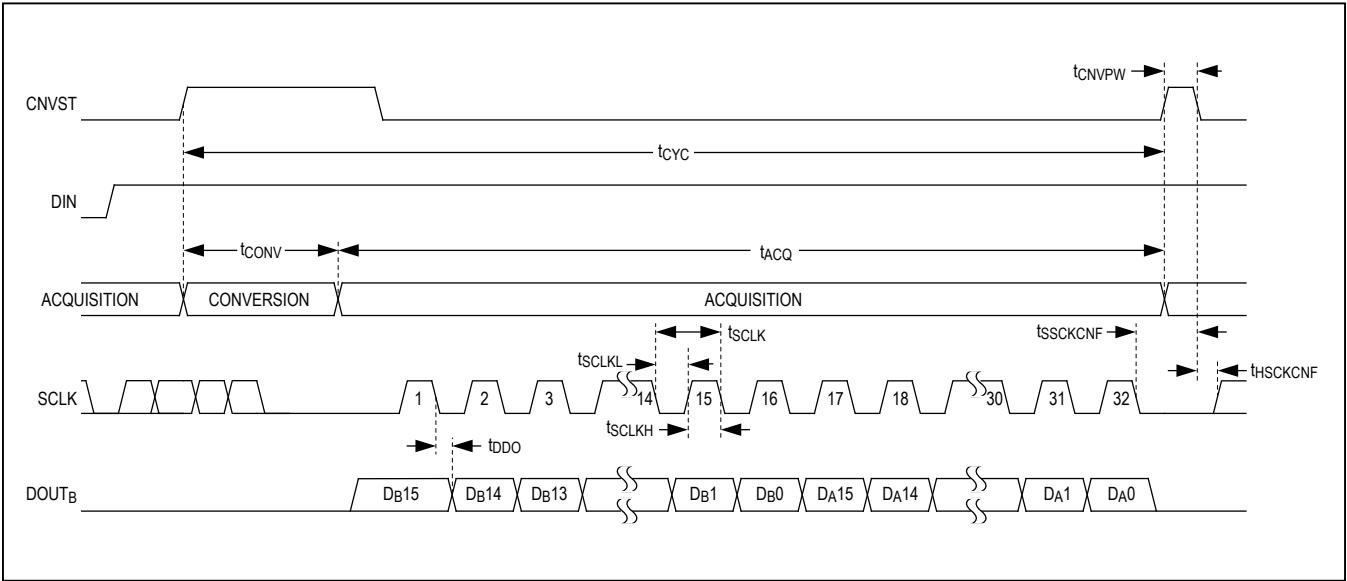 tCNVPW
CNVST
tCYC
DIN
tCONV
tACQ
ACQUISITION CONVERSION ACQUISITION
tSCLK
tSSCKCNF
tSCLKL
tHSCKCNF
SCLK 1 2 3 14 15 16 17 18 30 31 32
tSCLKH
tDDO
DOUTB DB15 DB14 DB13 DB1 DB0 DA15 DA14 DA1 DA0